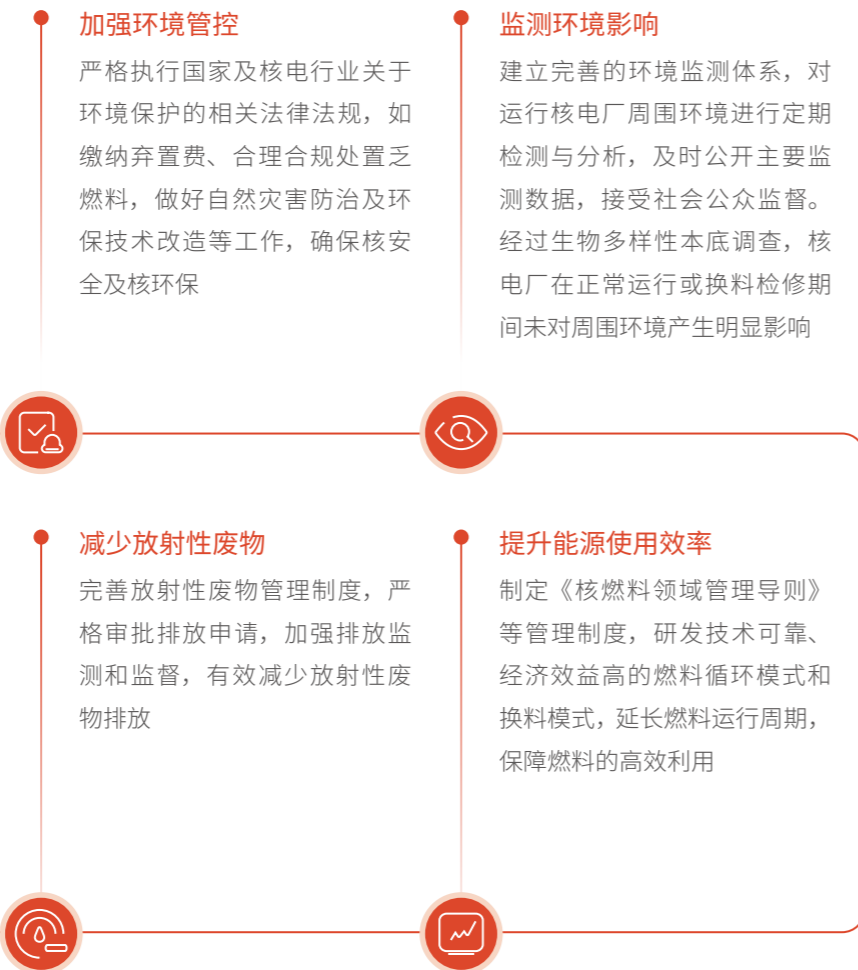 加强环境管控
严格执行国家及核电行业关于
环境保护的相关法律法规，如
缴纳弃置费、合理合规处置乏
燃料，做好自然灾害防治及环
保技术改造等工作，确保核安
全及核环保
监测环境影响
建立完善的环境监测体系，对
运行核电厂周围环境进行定期
检测与分析，及时公开主要监
测数据，接受社会公众监督。
经过生物多样性本底调查，核
电厂在正常运行或换料检修期
间未对周围环境产生明显影响
减少放射性废物
完善放射性废物管理制度，严
格审批排放申请，加强排放监
测和监督，有效减少放射性废
物排放
提升能源使用效率
制定《核燃料领域管理导则》
等管理制度，研发技术可靠、
经济效益高的燃料循环模式和
换料模式，延长燃料运行周期，
保障燃料的高效利用